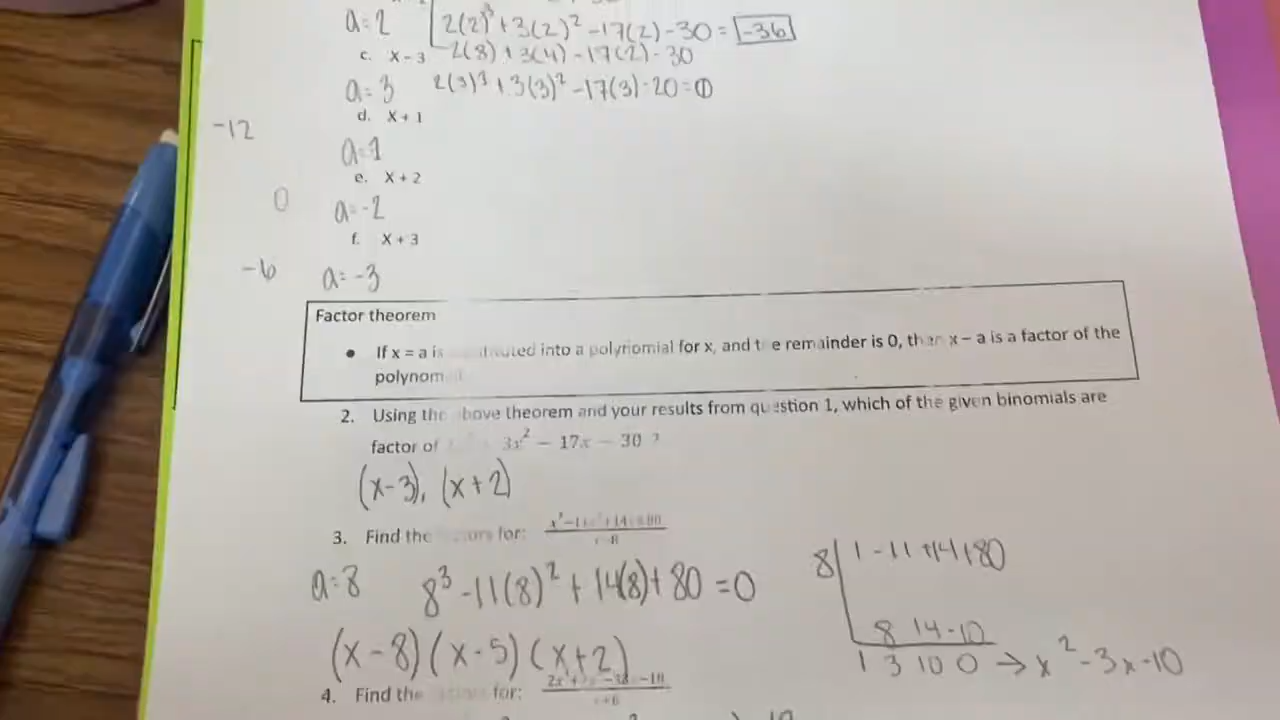 a=2 2(2)³+3(2)²-17(2)-30=-36
c. x-3 2(8)+3(4)-17(2)-30
a=3 2(3)³+3(3)²-17(3)-20=0
d. x+1
-12
a=1
e. x+2
0 a=-2
f. x+3
-6 a=-3
Factor theorem
• If x = a is into a polynomial for x, and the remainder is 0, then x – a is a factor of the
polynom
2. Using the above theorem and your results from question 1, which of the given binomials are
factor of 3x² – 17x – 30 ?
(x-3), (x+2)
3. Find the for:
8 1 -11 +14 +80
a=8 8³-11(8)²+14(8)+80=0
8 14 -10
(x-8)(x-5)(x+2)
1 3 10 0 → x²-3x-10
4. Find the for: